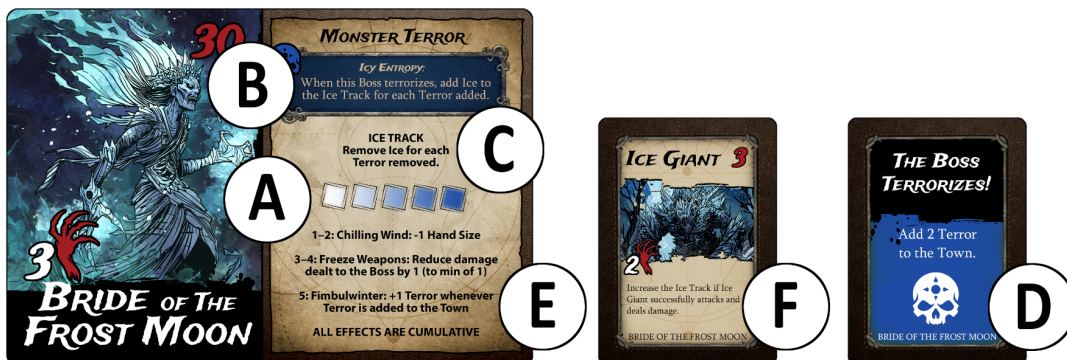 30
B
A
3
BRIDE OF THE
FROST MOON
MONSTER TERROR
ICY ENTROPY:
When this Boss terrorizes, add Ice to
the Ice Track for each Terror added.
C
ICE TRACK
Remove Ice for each
Terror removed.
1–2: Chilling Wind: -1 Hand Size
3–4: Freeze Weapons: Reduce damage
dealt to the Boss by 1 (to min of 1)
5: Fimbulwinter: +1 Terror whenever
Terror is added to the Town
ALL EFFECTS ARE CUMULATIVE
E
ICE GIANT 3
2
Increase the Ice Track if Ice
Giant successfully attacks and
deals damage.
BRIDE OF THE FROST MOON
F
THE BOSS
TERRORIZES!
Add 2 Terror
to the Town.
BRIDE OF THE FROST MOON
D